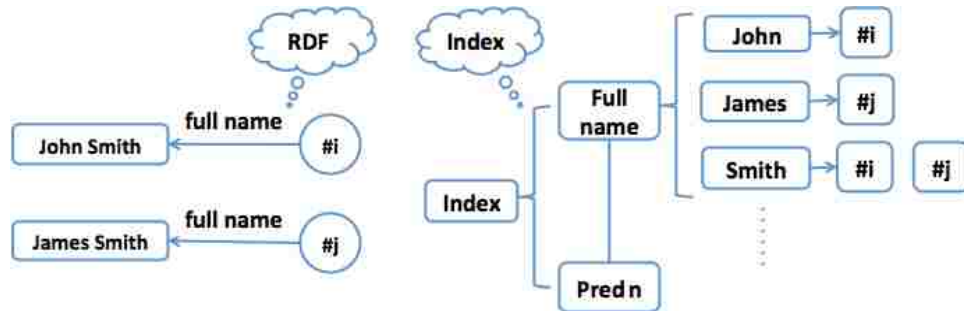 RDF
full name
John Smith
#i
full name
James Smith
#j
Index
Index
Full
name
Pred n
John
#i
James
#j
Smith
#i
#j